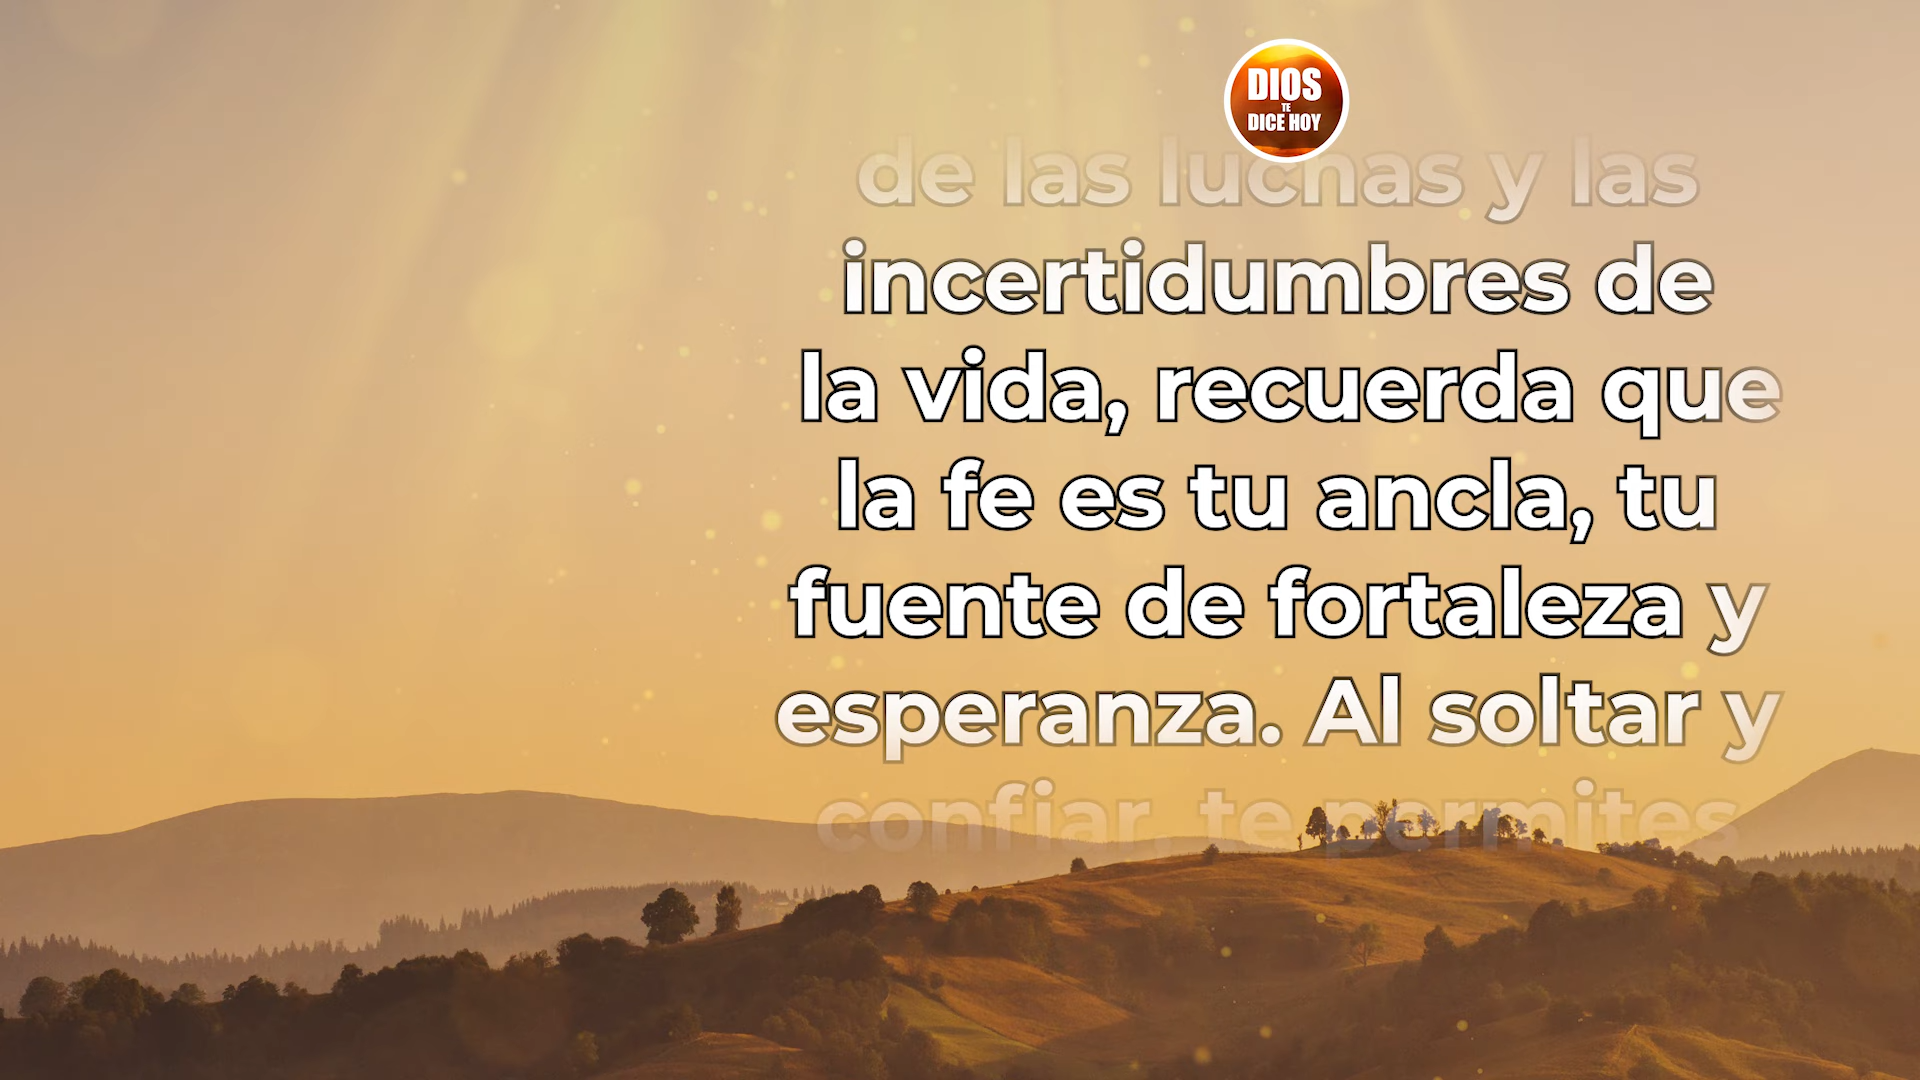 DIOS
TE
DICE HOY
de las luchas y las
incertidumbres de
la vida, recuerda que
la fe es tu ancla, tu
fuente de fortaleza y
esperanza. Al soltar y
confiar, te permites